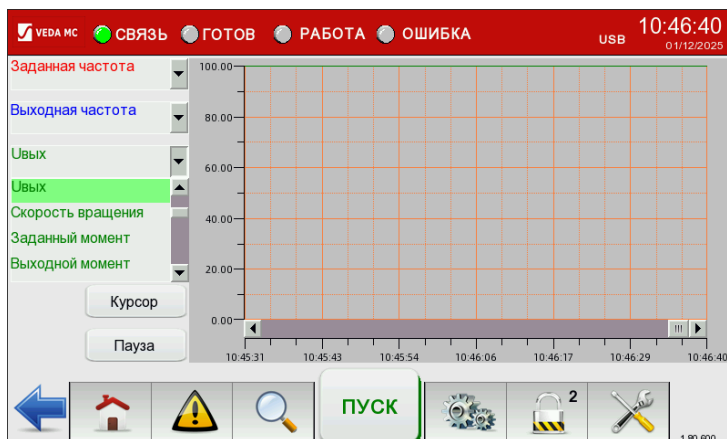 VEDA MC СВЯЗЬ ГОТОВ РАБОТА ОШИБКА USB 10:46:40
01/12/2025
Заданная частота
Выходная частота
Uвых
Uвых
Скорость вращения
Заданный момент
Выходной момент
Курсор
Пауза
100.00
80.00
60.00
40.00
20.00
0.00
10:45:31 10:45:43 10:45:54 10:46:06 10:46:17 10:46:29 10:46:40
ПУСК
2
1.80.600